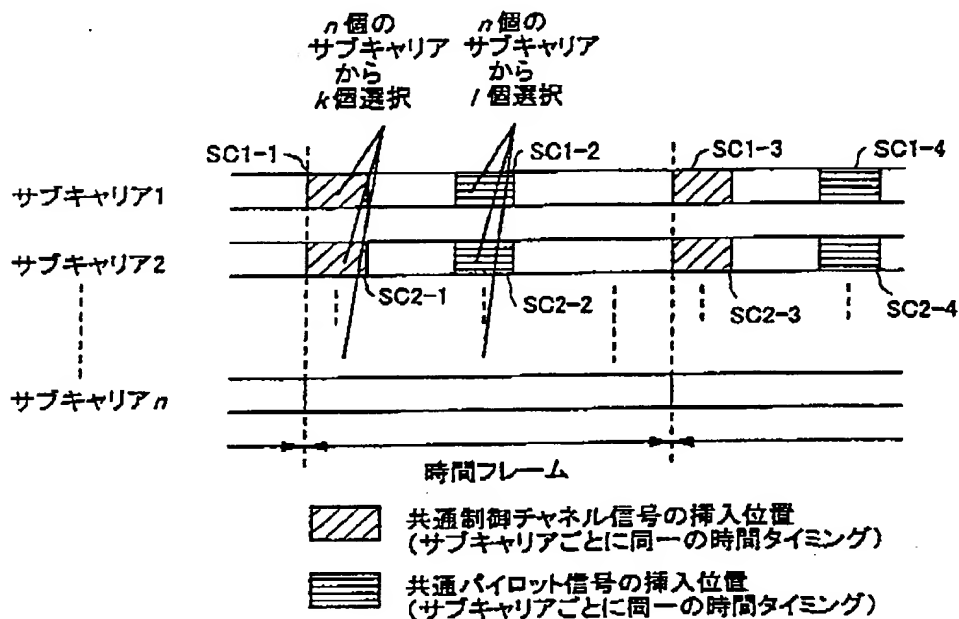 n個の
サブキャリア
から
k個選択
n個の
サブキャリア
から
l個選択
SC1-1
SC1-2
SC1-3
SC1-4
サブキャリア1
サブキャリア2
SC2-1
SC2-2
SC2-3
SC2-4
サブキャリアn
時間フレーム
共通制御チャネル信号の挿入位置
(サブキャリアごとに同一の時間タイミング)
共通パイロット信号の挿入位置
(サブキャリアごとに同一の時間タイミング)